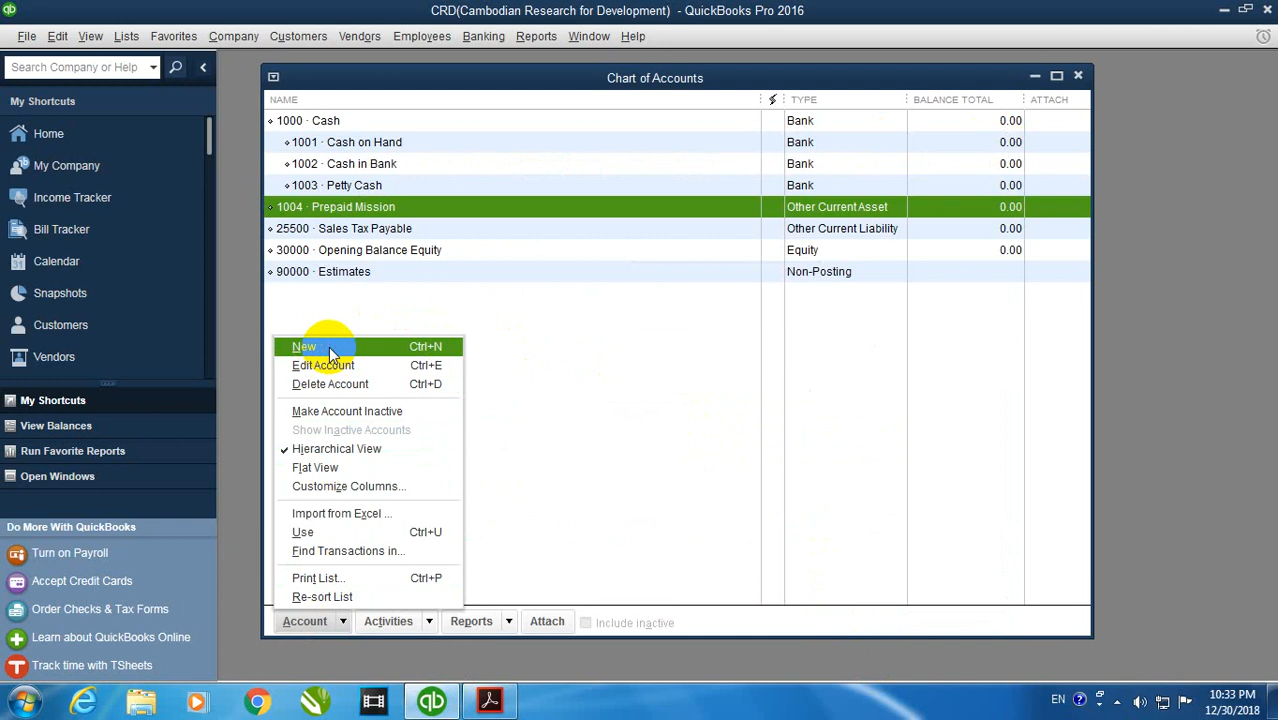 CRD(Cambodian Research for Development) - QuickBooks Pro 2016
File Edit View Lists Favorites Company Customers Vendors Employees Banking Reports Window Help
Search Company or Help
My Shortcuts
Home
My Company
Income Tracker
Bill Tracker
Calendar
Snapshots
Customers
Vendors
My Shortcuts
View Balances
Run Favorite Reports
Open Windows
Do More With QuickBooks
Turn on Payroll
Accept Credit Cards
Order Checks & Tax Forms
Learn about QuickBooks Online
Track time with TSheets
Chart of Accounts
NAME TYPE BALANCE TOTAL ATTACH
1000 · Cash Bank 0.00
1001 · Cash on Hand Bank 0.00
1002 · Cash in Bank Bank 0.00
1003 · Petty Cash Bank 0.00
1004 · Prepaid Mission Other Current Asset 0.00
25500 · Sales Tax Payable Other Current Liability 0.00
30000 · Opening Balance Equity Equity 0.00
90000 · Estimates Non-Posting
New Ctrl+N
Edit Account Ctrl+E
Delete Account Ctrl+D
Make Account Inactive
Show Inactive Accounts
Hierarchical View
Flat View
Customize Columns...
Import from Excel ...
Use Ctrl+U
Find Transactions in...
Print List... Ctrl+P
Re-sort List
Account Activities Reports Attach Include inactive
EN 10:33 PM
12/30/2018